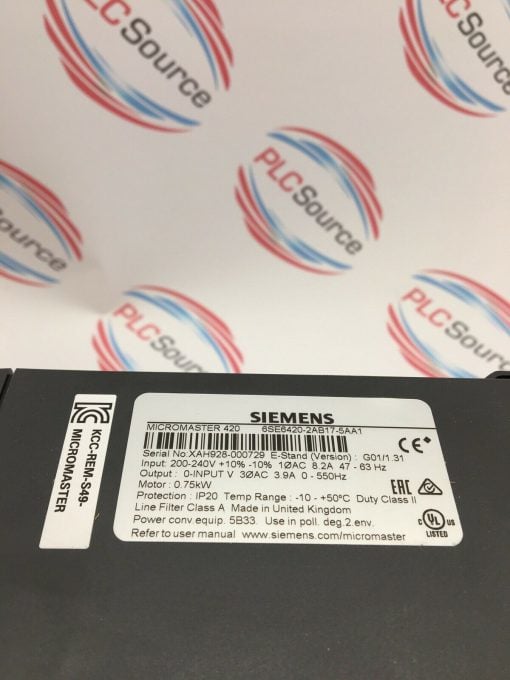 PLC Source
PLC Source
PLC Source
PLC Source
PLC Source
PLC Source
KCC-REM-S49-
MICROMASTER
SIEMENS
MICROMASTER 420 6SE6420-2AB17-5AA1
Serial No:XAH928-000729 E-Stand (Version) : G01/1.31
Input: 200-240V +10% -10% 1ØAC 8.2A 47 - 63 Hz
Output : 0-INPUT V 3ØAC 3.9A 0 - 550Hz
Motor : 0.75kW
Protection : IP20 Temp Range : -10 - +50°C Duty Class II
Line Filter Class A Made in United Kingdom
Power conv.equip. 5B33. Use in poll. deg.2 env.
Refer to user manual www.siemens.com/micromaster
CE
EAC
C UL US
LISTED